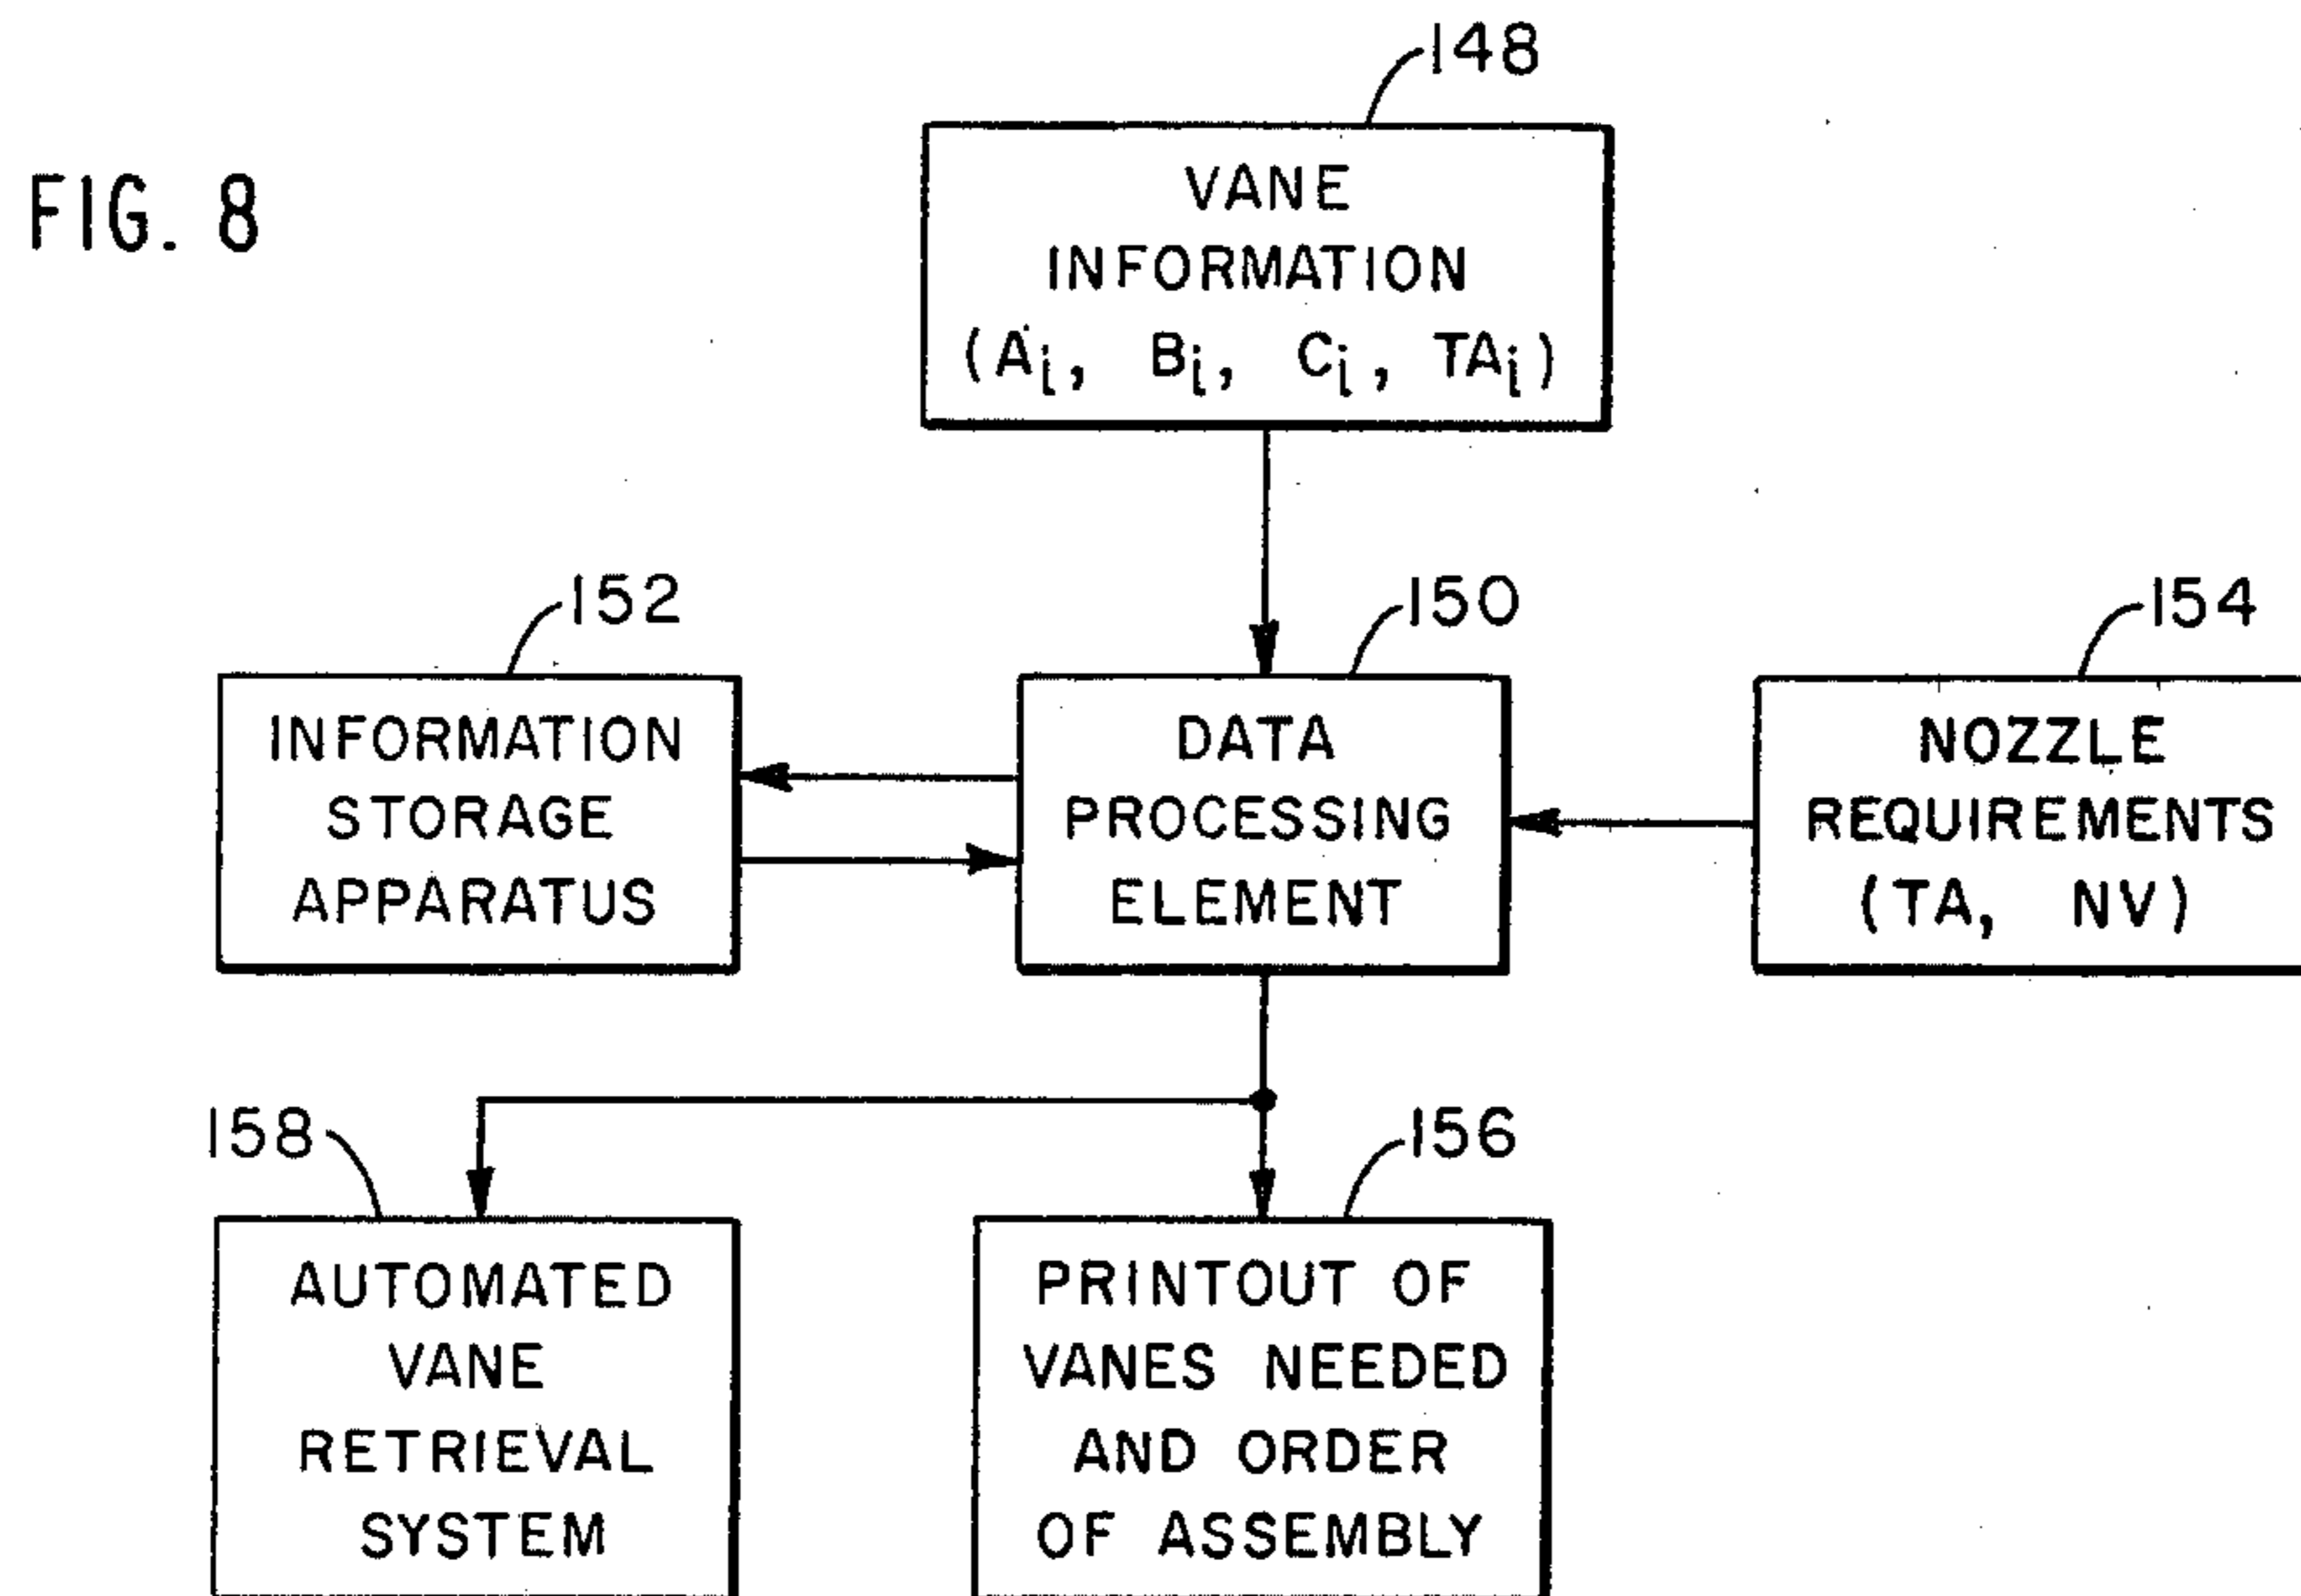 FIG. 8
148
VANE
INFORMATION
(Ai, Bi, Ci, TAi)
152
150
154
INFORMATION
STORAGE
APPARATUS
DATA
PROCESSING
ELEMENT
NOZZLE
REQUIREMENTS
(TA, NV)
158
156
AUTOMATED
VANE
RETRIEVAL
SYSTEM
PRINTOUT OF
VANES NEEDED
AND ORDER
OF ASSEMBLY